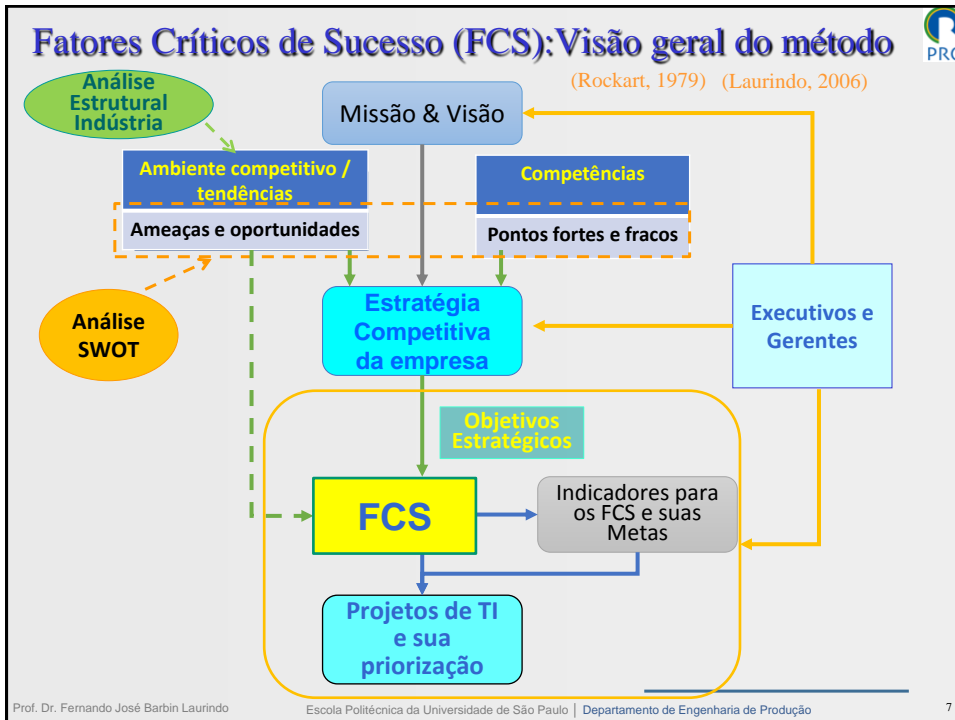 Fatores Críticos de Sucesso (FCS):Visão geral do método
PRO
(Rockart, 1979) (Laurindo, 2006)
Análise
Estrutural
Indústria
Missão & Visão
Ambiente competitivo /
tendências
Competências
Ameaças e oportunidades
Pontos fortes e fracos
Análise
SWOT
Estratégia
Competitiva
da empresa
Executivos e
Gerentes
Objetivos
Estratégicos
FCS
Indicadores para
os FCS e suas
Metas
Projetos de TI
e sua
priorização
Prof. Dr. Fernando José Barbin Laurindo
Escola Politécnica da Universidade de São Paulo | Departamento de Engenharia de Produção
7